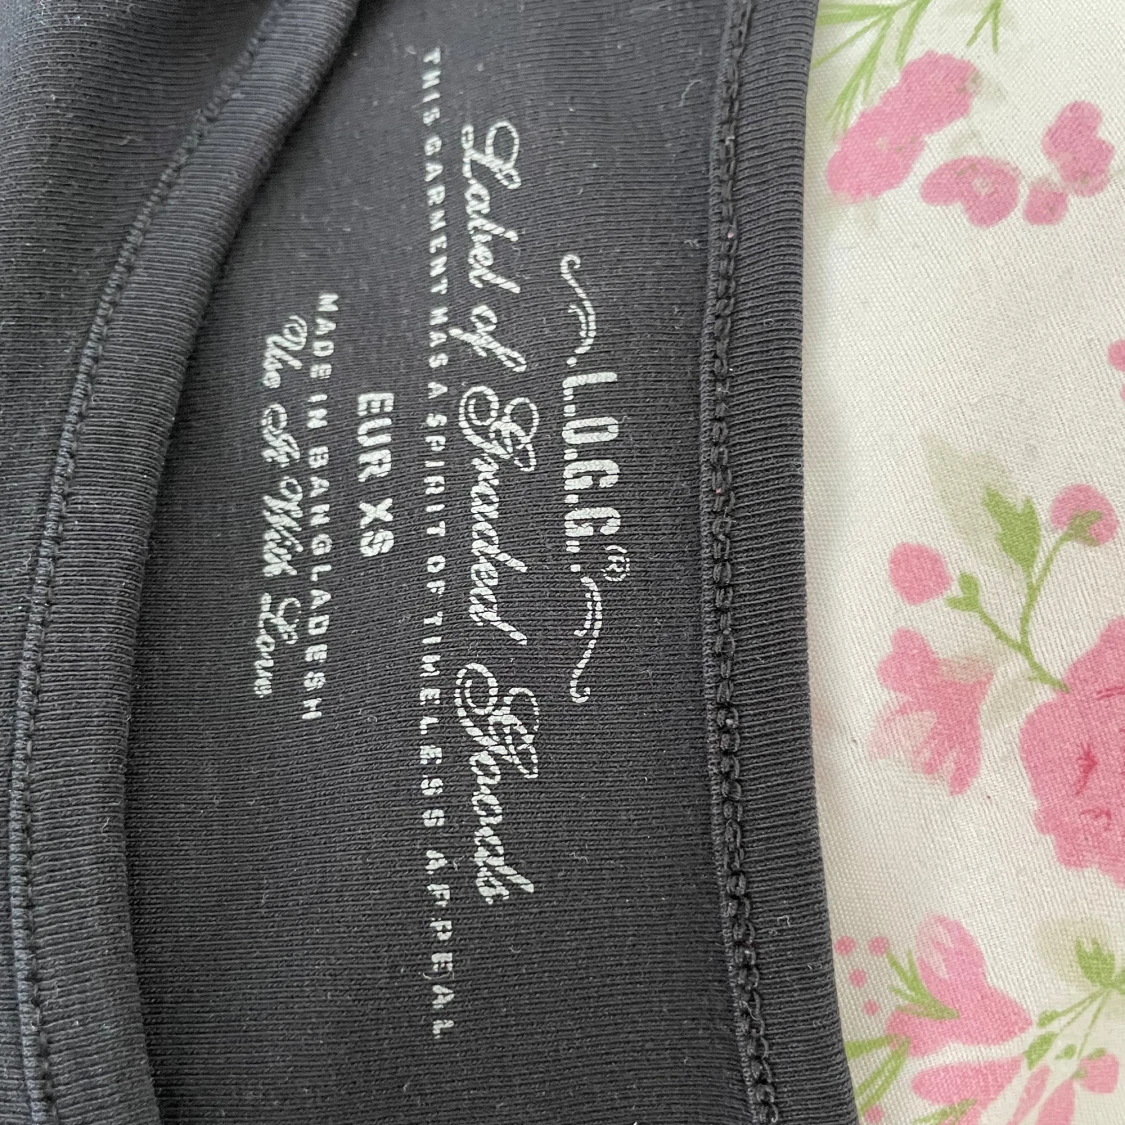 .L.O.G.G.®
Label of Graded Goods
THIS GARMENT HAS A SPIRIT OF TIMELESS APPEAL
EUR XS
MADE IN BANGLADESH
Use It With Love